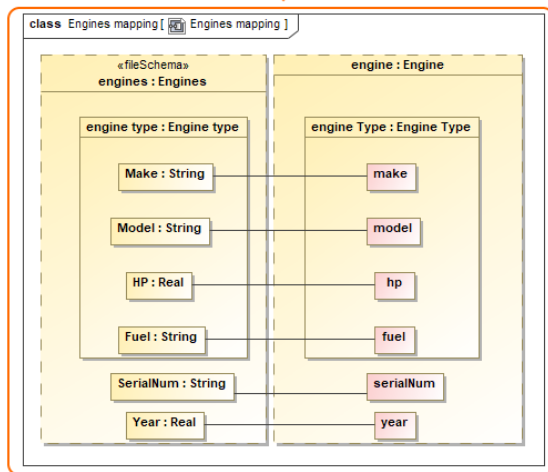 class Engines mapping [ Engines mapping ]
«fileSchema»
engines : Engines
engine : Engine
engine type : Engine type
engine Type : Engine Type
Make : String
make
Model : String
model
HP : Real
hp
Fuel : String
fuel
SerialNum : String
serialNum
Year : Real
year